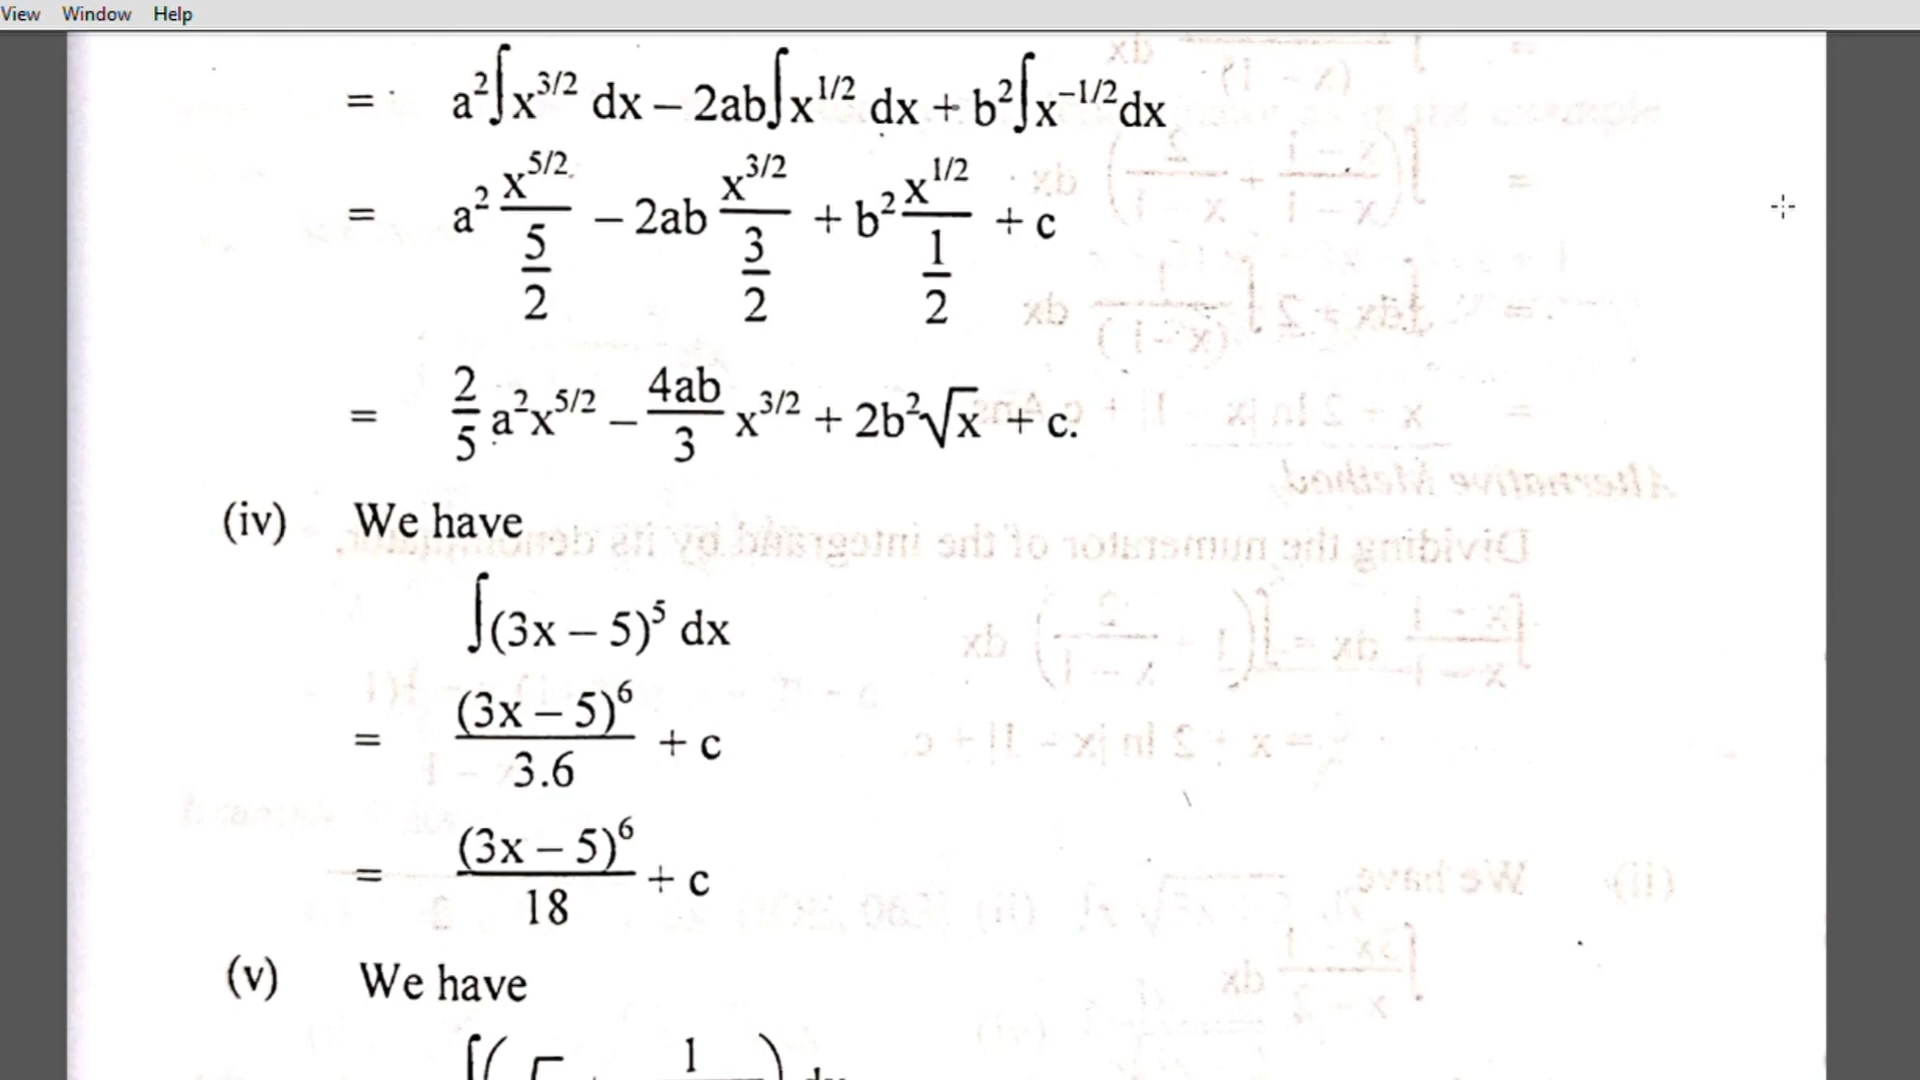 View Window Help
= a²∫x^3/2 dx – 2ab∫x^1/2 dx + b²∫x^–1/2 dx
= a² x^5/2 / (5/2) – 2ab x^3/2 / (3/2) + b² x^1/2 / (1/2) + c
= 2/5 a²x^5/2 – 4ab/3 x^3/2 + 2b²√x + c.
(iv) We have
∫(3x – 5)⁵ dx
= (3x – 5)⁶ / 3.6 + c
= (3x – 5)⁶ / 18 + c
(v) We have